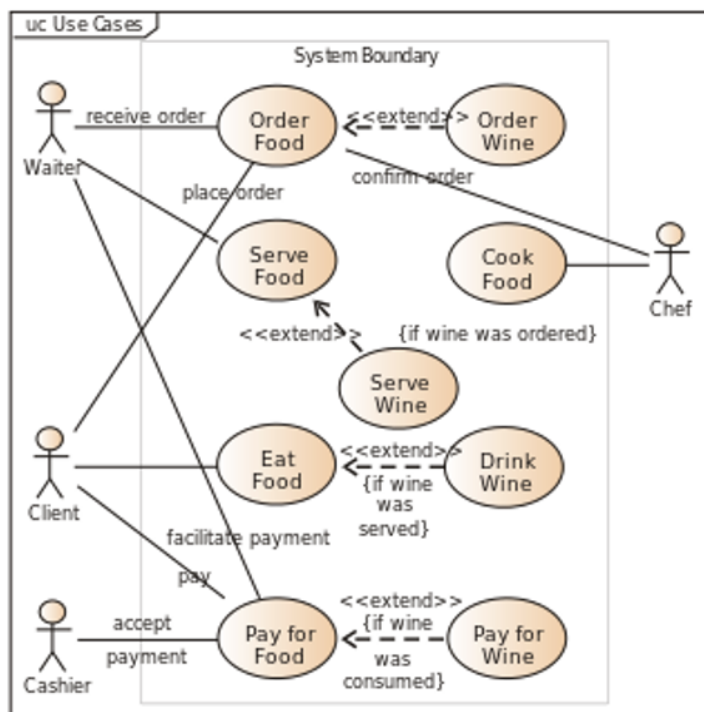 uc Use Cases
System Boundary
receive order
Order
Food
<<extend>>
Order
Wine
Waiter
place order
confirm order
Serve
Food
Cook
Food
Chef
<<extend>>
{if wine was ordered}
Serve
Wine
Client
Eat
Food
<<extend>>
{if wine
was
served}
Drink
Wine
facilitate payment
pay
accept
payment
Cashier
Pay for
Food
<<extend>>
{if wine
was
consumed}
Pay for
Wine